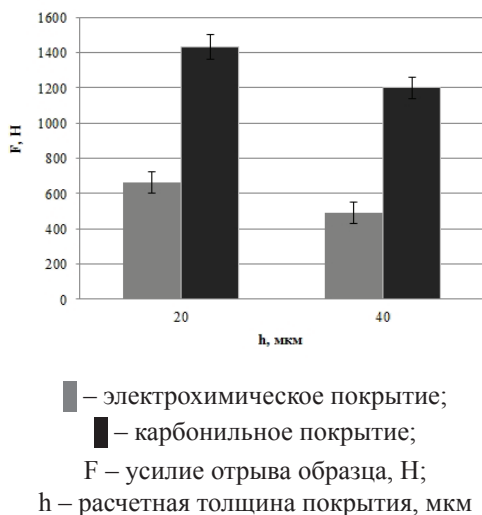 1600
1400
1200
1000
800
600
400
200
0
F, Н
20 40
h, мкм
– электрохимическое покрытие;
– карбонильное покрытие;
F – усилие отрыва образца, Н;
h – расчетная толщина покрытия, мкм